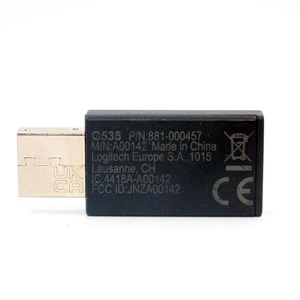 G535 P/N:881-000457
M/N:A00142 Made in China
Logitech Europe S.A.,1015
Lausanne, CH
IC:4418A-A00142
FCC ID:JNZA00142
UK
CA
CE